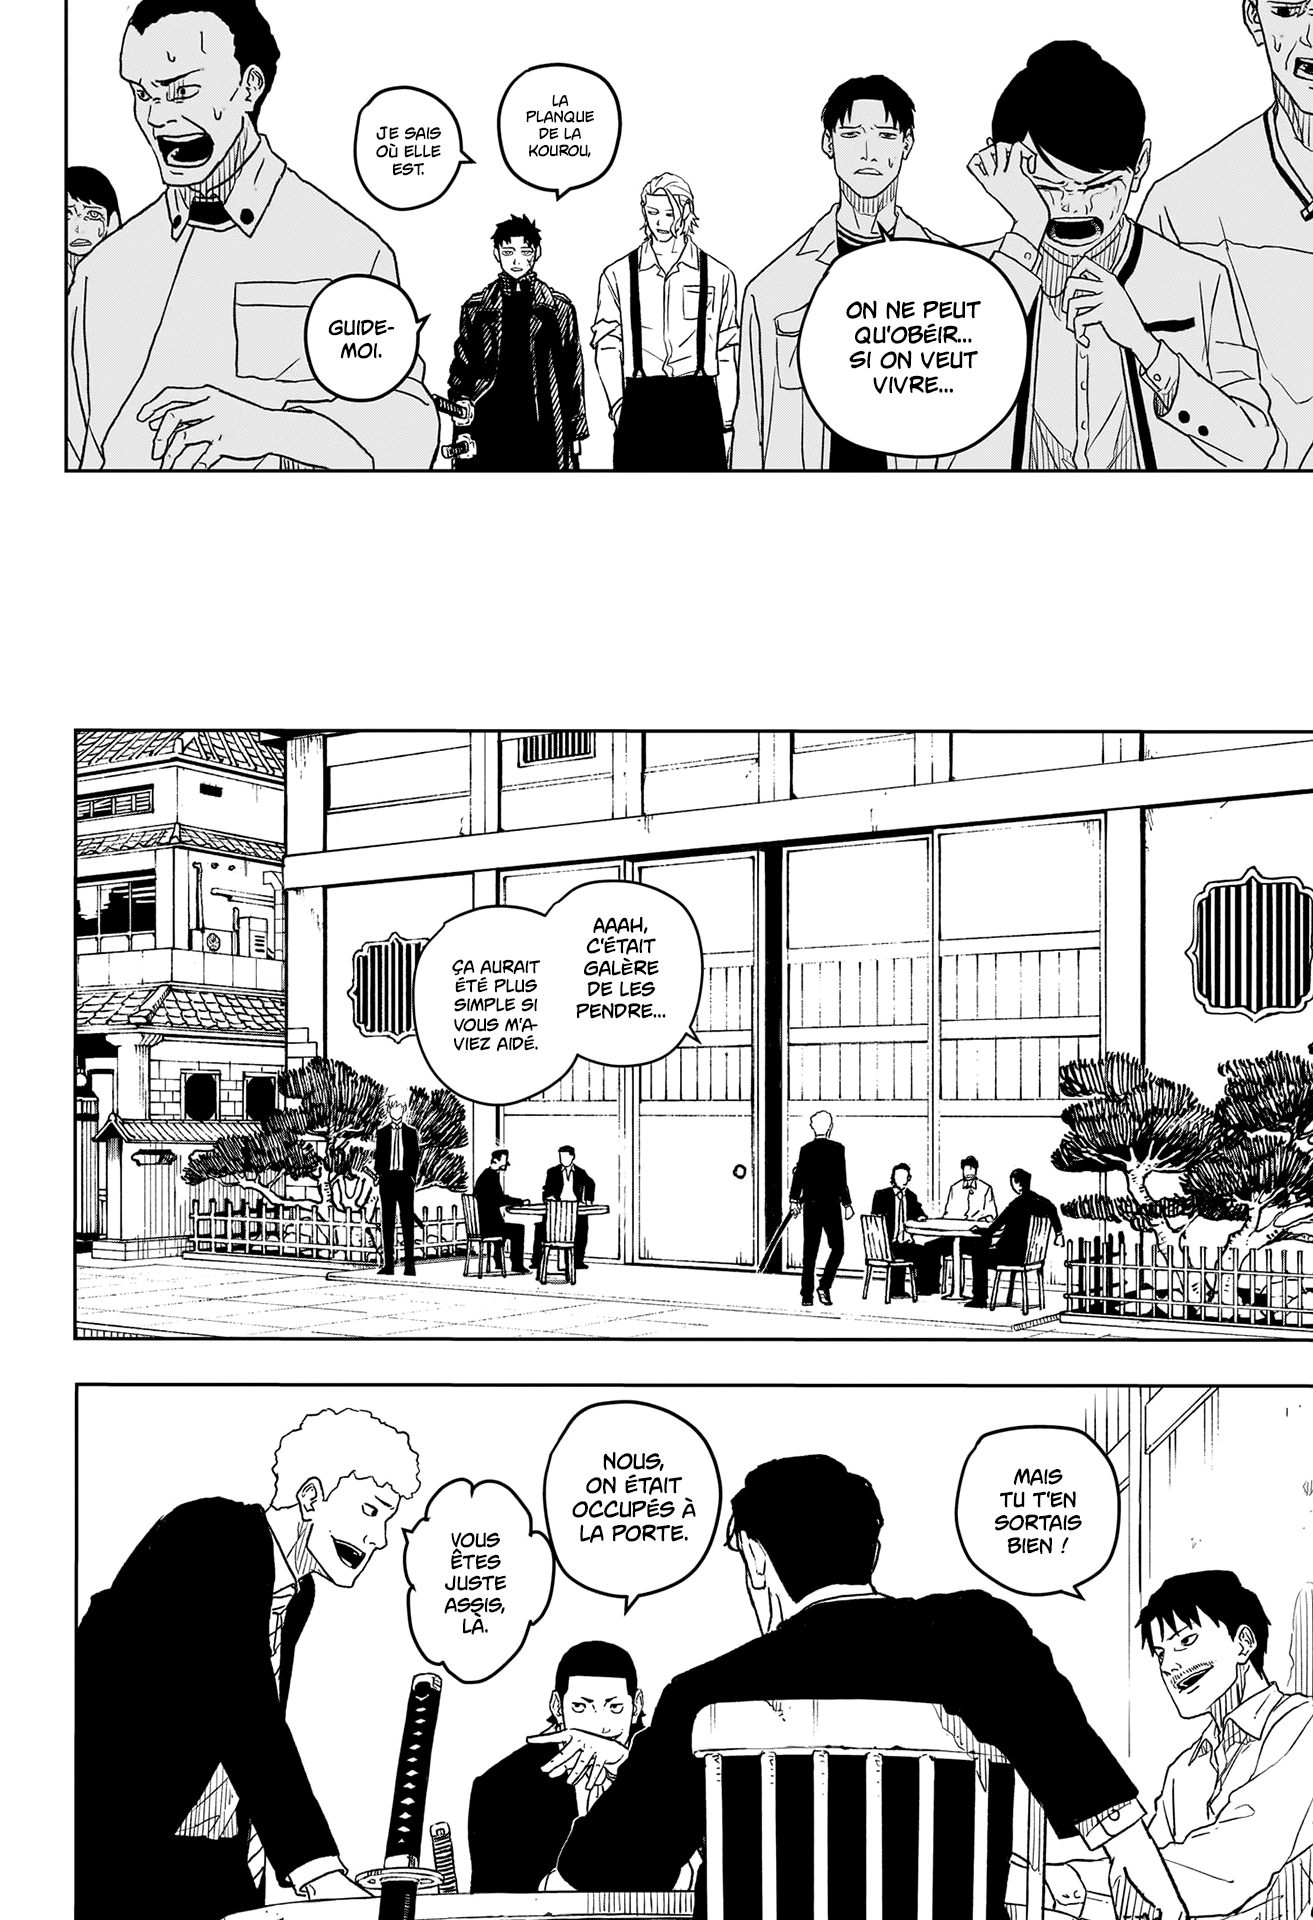 ON NE PEUT
QU'OBÉIR...
SI ON VEUT
VIVRE...
LA
PLANQUE
DE LA
KOUROU,
JE SAIS
OÙ ELLE
EST.
GUIDE-
MOI.
AAAH,
C'ÉTAIT
GALÈRE
DE LES
PENDRE...
ÇA AURAIT
ÉTÉ PLUS
SIMPLE SI
VOUS M'A-
VIEZ AIDÉ.
MAIS
TU T'EN
SORTAIS
BIEN !
NOUS,
ON ÉTAIT
OCCUPÉS À
LA PORTE.
VOUS
ÊTES
JUSTE
ASSIS,
LÀ.